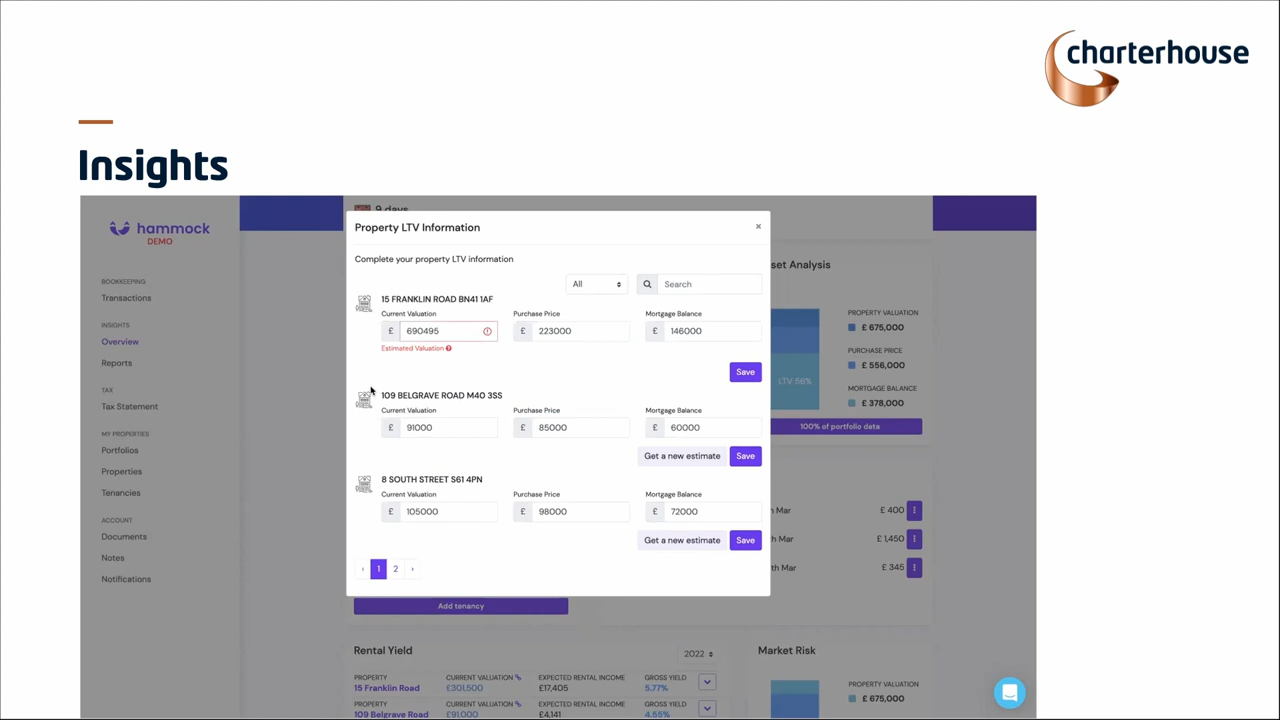 charterhouse
Insights
hammock
DEMO
BOOKKEEPING
Transactions
INSIGHTS
Overview
Reports
TAX
Tax Statement
MY PROPERTIES
Portfolios
Properties
Tenancies
ACCOUNT
Documents
Notes
Notifications
9 days
Property LTV Information
×
Complete your property LTV information
All
Search
15 FRANKLIN ROAD BN41 1AF
Current Valuation Purchase Price Mortgage Balance
£ 690495 £ 223000 £ 146000
Estimated Valuation
Save
109 BELGRAVE ROAD M40 3SS
Current Valuation Purchase Price Mortgage Balance
£ 91000 £ 85000 £ 60000
Get a new estimate Save
8 SOUTH STREET S61 4PN
Current Valuation Purchase Price Mortgage Balance
£ 105000 £ 98000 £ 72000
Get a new estimate Save
‹ 1 2 ›
set Analysis
PROPERTY VALUATION
£ 675,000
PURCHASE PRICE
£ 556,000
LTV 56%
MORTGAGE BALANCE
£ 378,000
100% of portfolio data
h Mar £ 400
h Mar £ 1,450
th Mar £ 345
Add tenancy
Rental Yield 2022
PROPERTY CURRENT VALUATION EXPECTED RENTAL INCOME GROSS YIELD
15 Franklin Road £301,500 £17,405 5.77%
PROPERTY CURRENT VALUATION EXPECTED RENTAL INCOME GROSS YIELD
109 Belgrave Road £91,000 £4,141 4.55%
Market Risk
PROPERTY VALUATION
£ 675,000